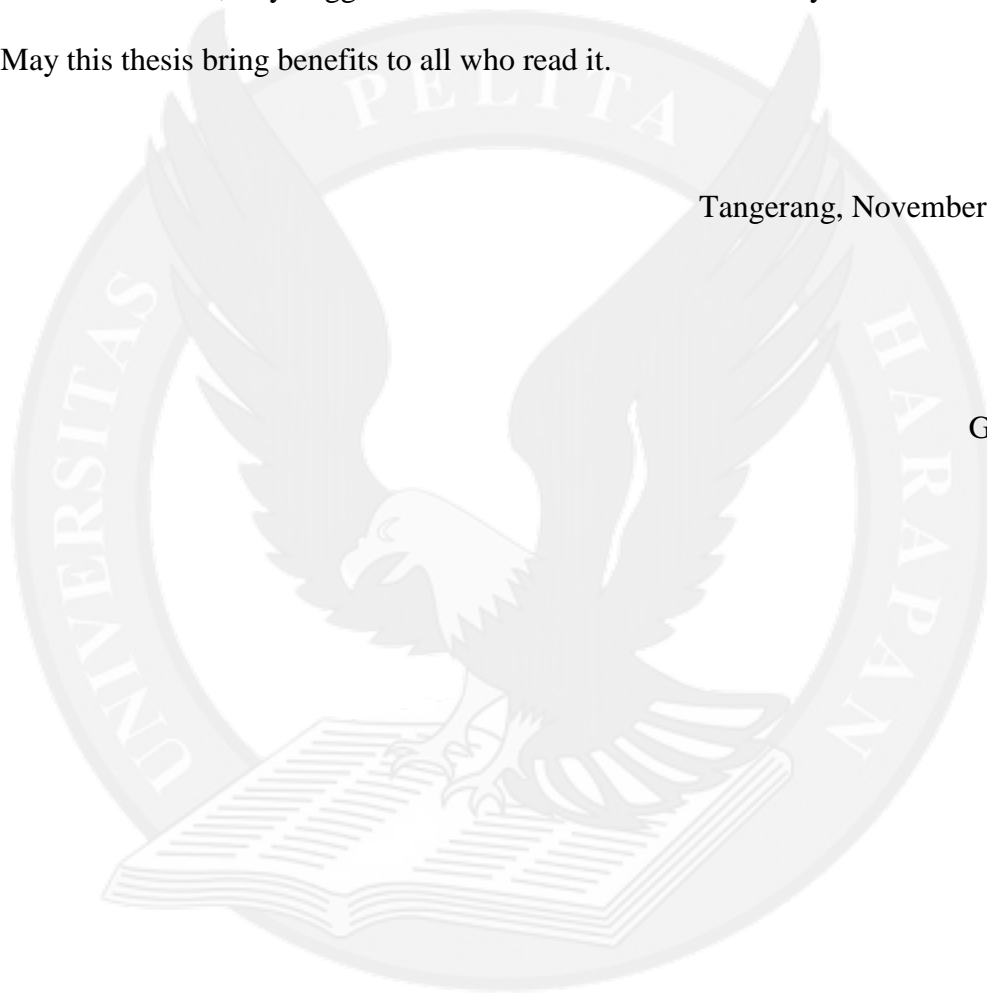 May this thesis bring benefits to all who read it.
Tangerang, November
G
UNIVERSITAS PELITA HARAPAN